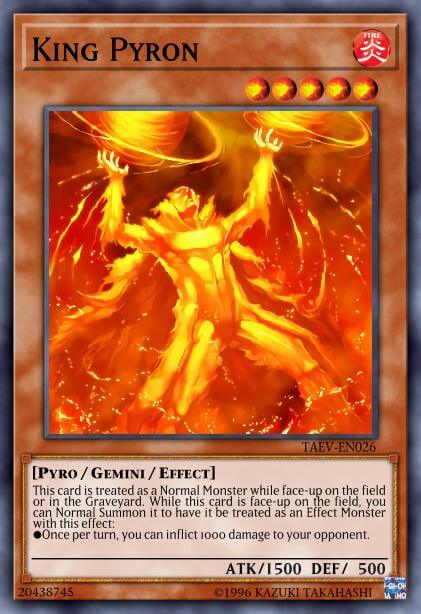 KING PYRON
FIRE
炎
TAEV-EN026
[PYRO / GEMINI / EFFECT]
This card is treated as a Normal Monster while face-up on the field
or in the Graveyard. While this card is face-up on the field, you
can Normal Summon it to have it be treated as an Effect Monster
with this effect:
●Once per turn, you can inflict 1000 damage to your opponent.
ATK/1500 DEF/ 500
20438745
©1996 KAZUKI TAKAHASHI